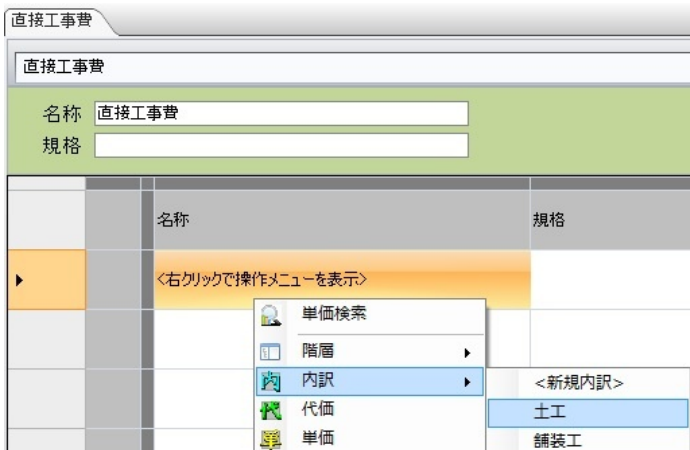 直接工事費
直接工事費
名称 直接工事費
規格
名称 規格
<右クリックで操作メニューを表示>
単価検索
階層
内訳 <新規内訳>
代価 土工
単価 舗装工